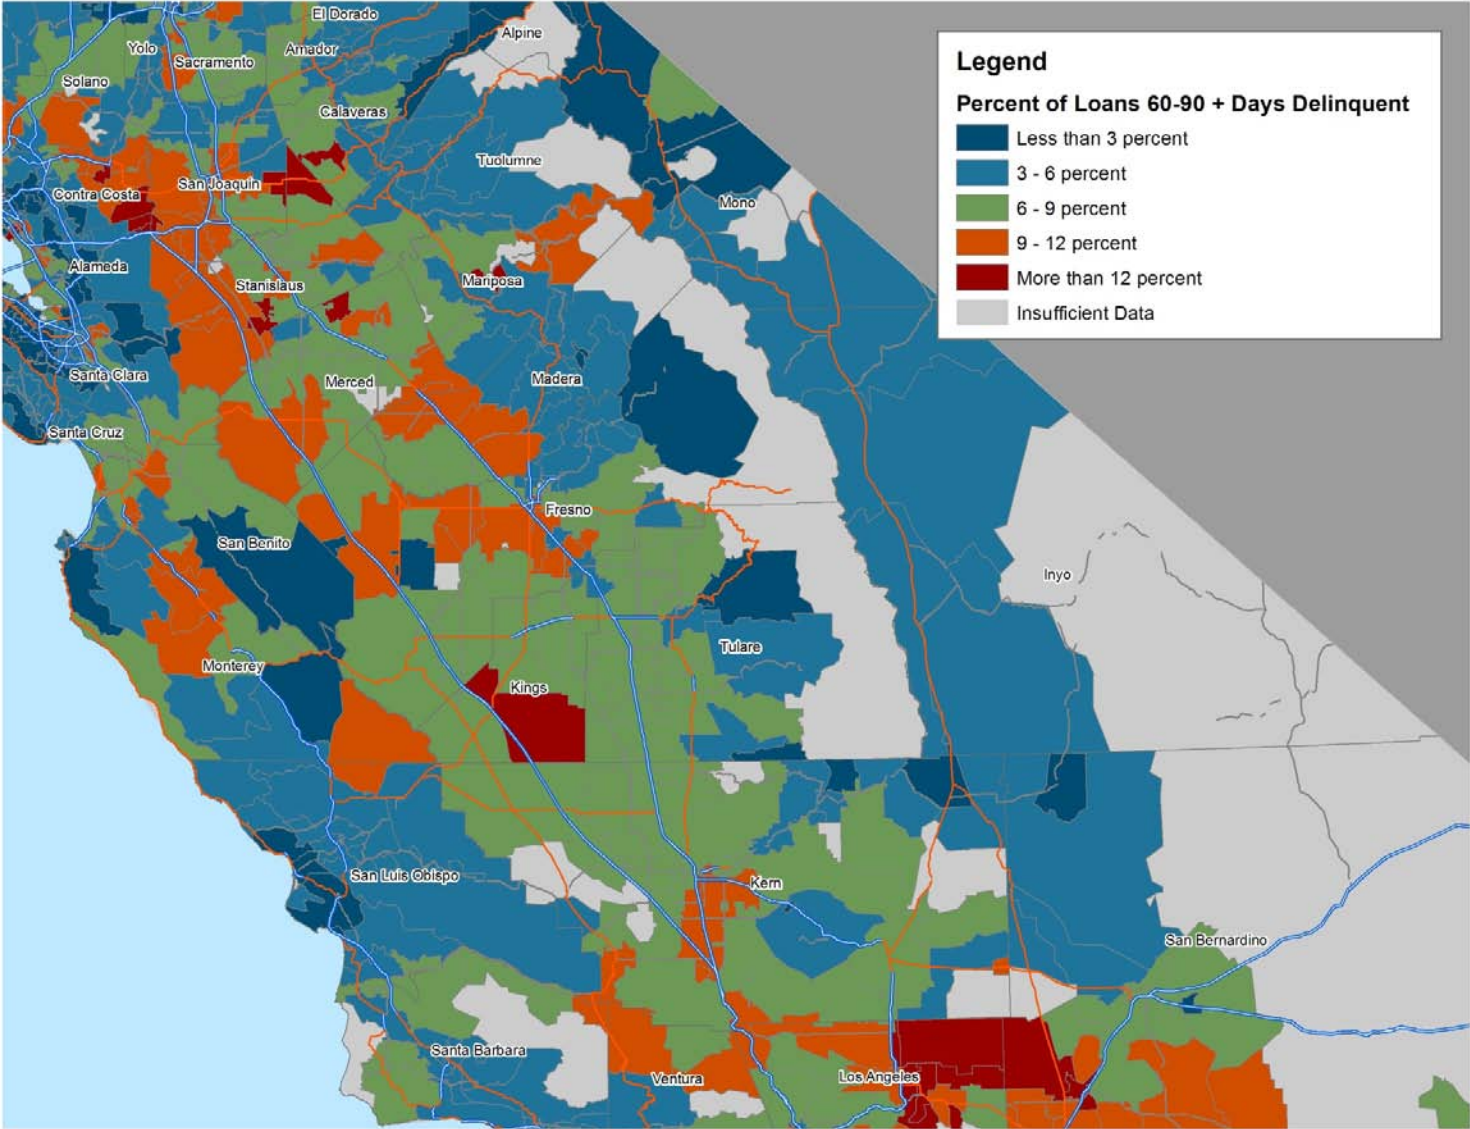 El Dorado
Alpine
Yolo
Amador
Sacramento
Solano
Calaveras
Tuolumne
San Joaquin
Contra Costa
Mono
Alameda
Mariposa
Stanislaus
Santa Clara
Merced
Madera
Santa Cruz
Fresno
San Benito
Inyo
Tulare
Monterey
Kings
San Luis Obispo
Kern
San Bernardino
Santa Barbara
Ventura
Los Angeles
Legend
Percent of Loans 60-90 + Days Delinquent
Less than 3 percent
3 - 6 percent
6 - 9 percent
9 - 12 percent
More than 12 percent
Insufficient Data